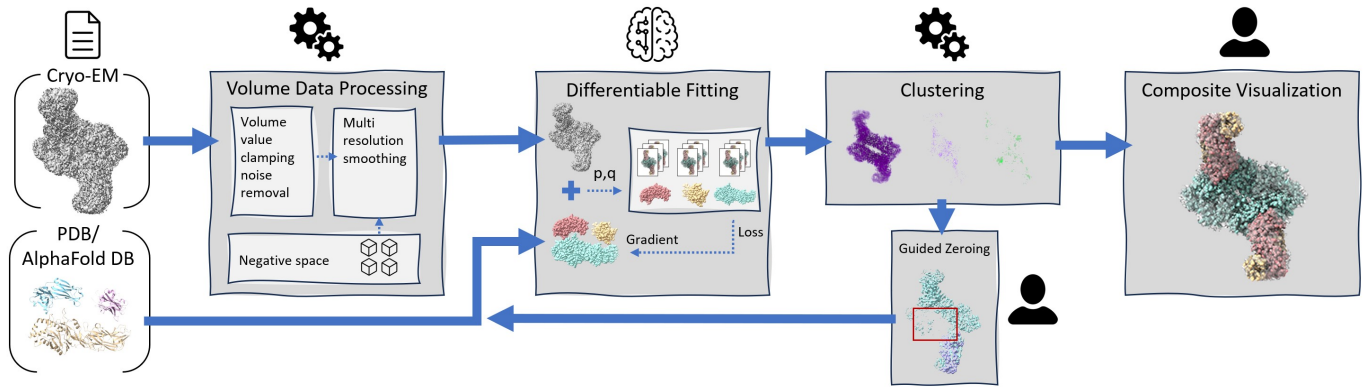 Cryo-EM
PDB/
AlphaFold DB
Volume Data Processing
Volume
value
clamping
noise
removal
Multi
resolution
smoothing
Negative space
Differentiable Fitting
p,q
Gradient
Loss
Clustering
Guided Zeroing
Composite Visualization